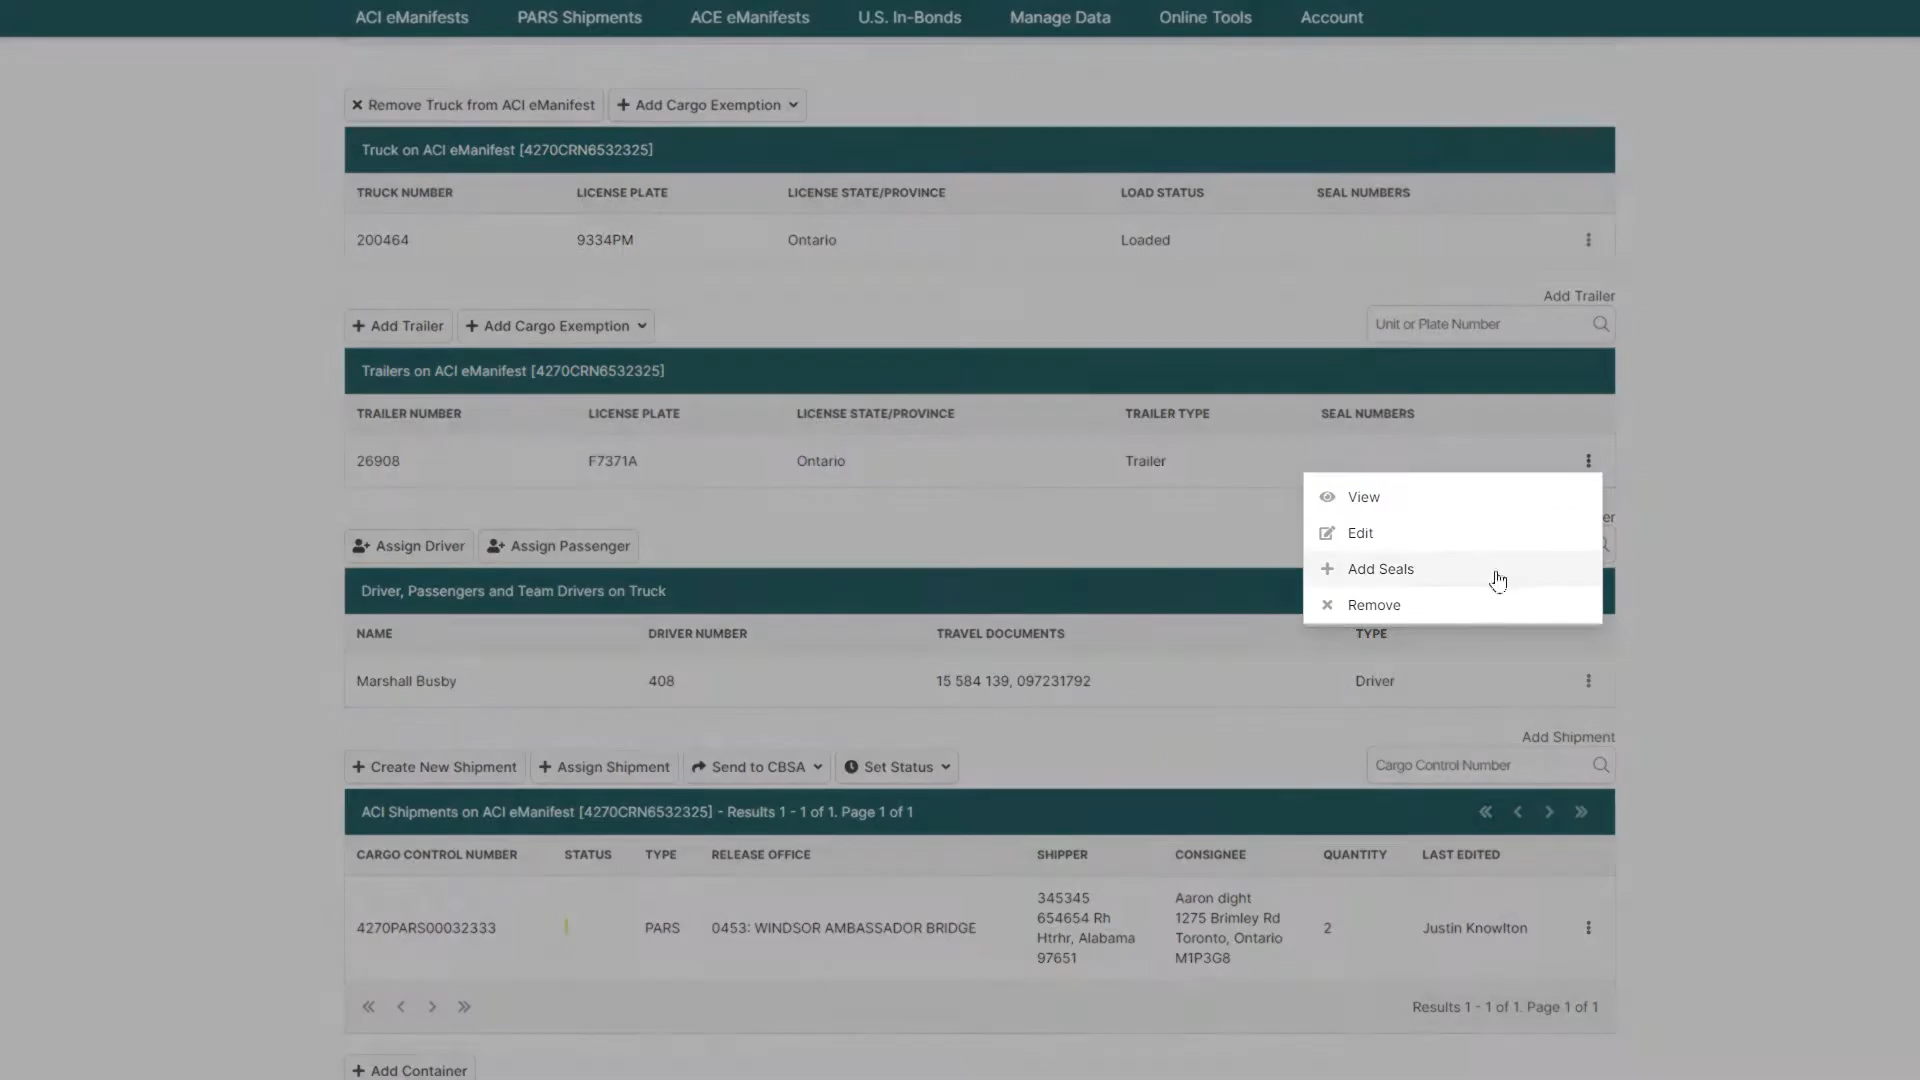 ACI eManifests PARS Shipments ACE eManifests U.S. In-Bonds Manage Data Online Tools Account
Remove Truck from ACI eManifest Add Cargo Exemption
Truck on ACI eManifest [4270CRN6532325]
TRUCK NUMBER LICENSE PLATE LICENSE STATE/PROVINCE LOAD STATUS SEAL NUMBERS
200464 9334PM Ontario Loaded
Add Trailer
Add Trailer Add Cargo Exemption Unit or Plate Number
Trailers on ACI eManifest [4270CRN6532325]
TRAILER NUMBER LICENSE PLATE LICENSE STATE/PROVINCE TRAILER TYPE SEAL NUMBERS
26908 F7371A Ontario Trailer
View
Edit
Add Seals
Remove
Assign Driver Assign Passenger
Driver, Passengers and Team Drivers on Truck
NAME DRIVER NUMBER TRAVEL DOCUMENTS TYPE
Marshall Busby 408 15 584 139, 097231792 Driver
Add Shipment
Create New Shipment Assign Shipment Send to CBSA Set Status Cargo Control Number
ACI Shipments on ACI eManifest [4270CRN6532325] - Results 1 - 1 of 1. Page 1 of 1
CARGO CONTROL NUMBER STATUS TYPE RELEASE OFFICE SHIPPER CONSIGNEE QUANTITY LAST EDITED
4270PARS00032333 PARS 0453: WINDSOR AMBASSADOR BRIDGE
345345
654654 Rh
Htrhr, Alabama
97651
Aaron dight
1275 Brimley Rd
Toronto, Ontario
M1P3G8
2 Justin Knowlton
Results 1 - 1 of 1. Page 1 of 1
Add Container